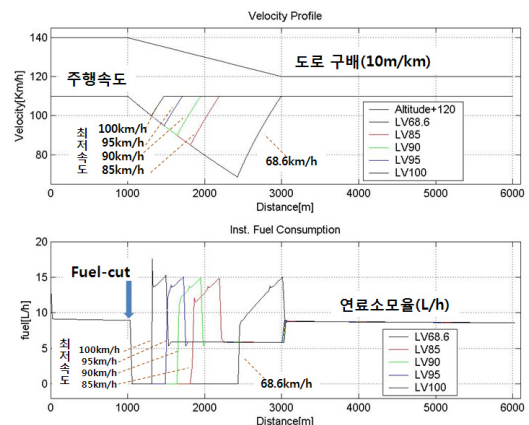 Velocity Profile
140
120
100
80
Velocity[Km/h]
주행속도
도로 구배(10m/km)
최저속도
100km/h
95km/h
90km/h
85km/h
68.6km/h
Altitude+120
LV68.6
LV85
LV90
LV95
LV100
0
1000
2000
3000
4000
5000
6000
Distance[m]
Inst. Fuel Consumption
20
15
10
5
0
fuel[L/h]
Fuel-cut
연료소모율(L/h)
최저속도
100km/h
95km/h
90km/h
85km/h
68.6km/h
LV68.6
LV85
LV90
LV95
LV100
0
1000
2000
3000
4000
5000
6000
Distance[m]